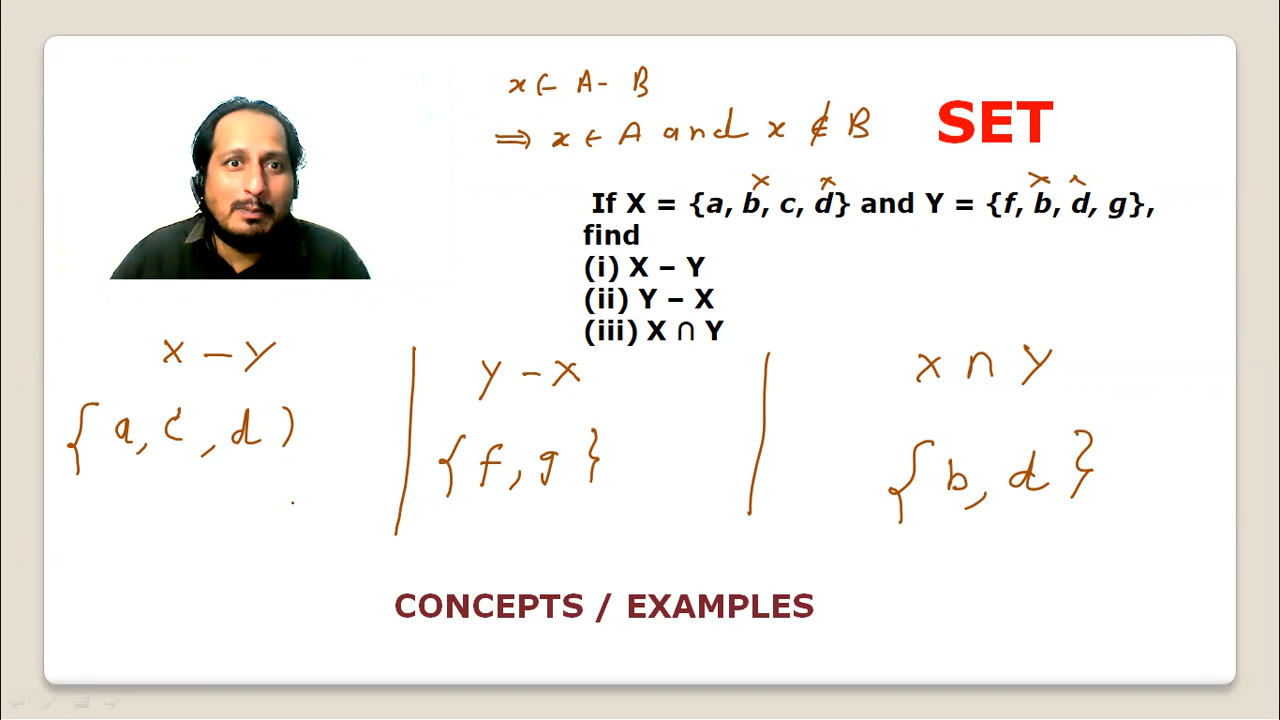 x ∈ A - B
⇒ x ∈ A and x ∉ B
SET
If X = {a, b, c, d} and Y = {f, b, d, g},
find
(i) X – Y
(ii) Y – X
(iii) X ∩ Y
x - y
{a, c, d)
y - x
{f, g}
x ∩ y
{b, d}
CONCEPTS / EXAMPLES